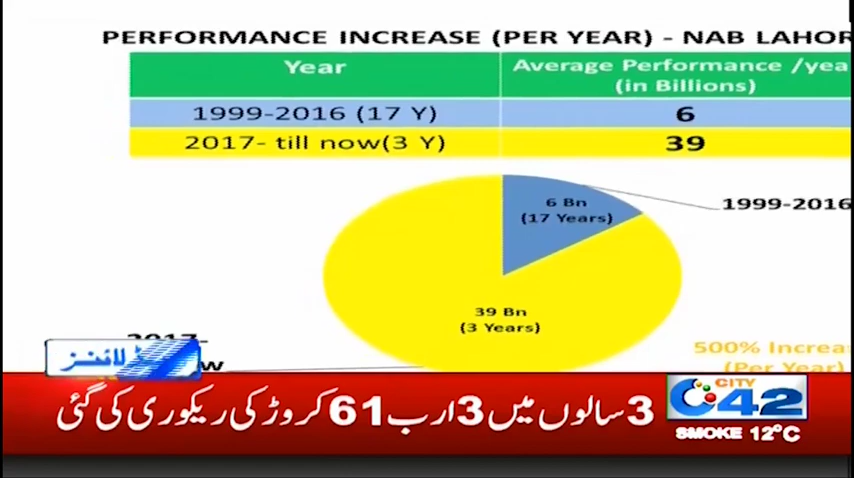 PERFORMANCE INCREASE (PER YEAR) - NAB LAHOR
Year
Average Performance /yea
(in Billions)
1999-2016 (17 Y)
6
2017- till now(3 Y)
39
6 Bn
(17 Years)
1999-2016
39 Bn
(3 Years)
2017-
w
500% Increa
(Per Year)
لائنز
3 سالوں میں 3 ارب 61 کروڑ کی ریکوری کی گئی
CITY
42
SMOKE 12°C